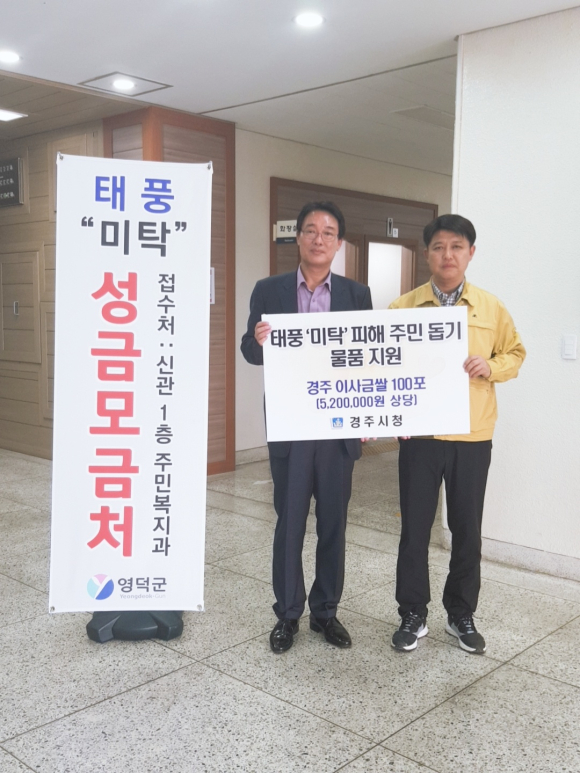 태풍
“미탁”
성금모금처
접수처 : 신관 1층 주민복지과
영덕군
태풍 ‘미탁’ 피해 주민 돕기
물품 지원
경주 이사금쌀 100포
(5,200,000원 상당)
경주시청